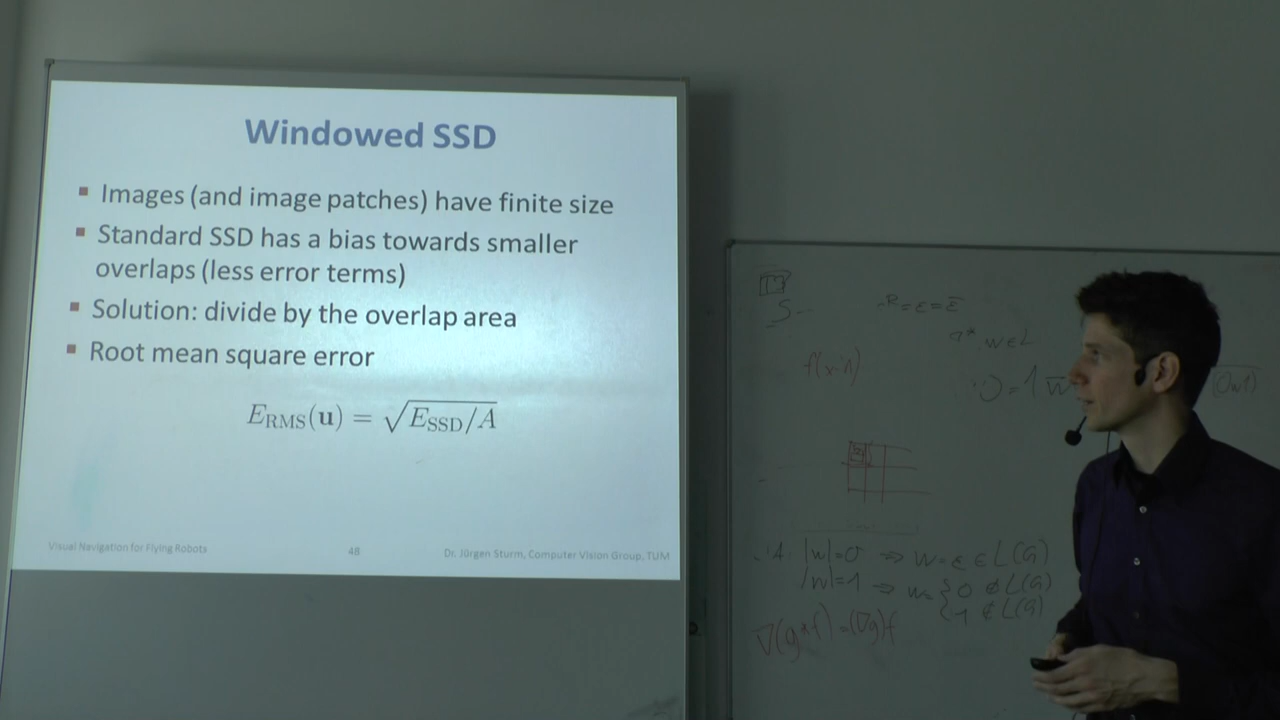 Windowed SSD
▪ Images (and image patches) have finite size
▪ Standard SSD has a bias towards smaller
overlaps (less error terms)
▪ Solution: divide by the overlap area
▪ Root mean square error
E_RMS(u) = √(E_SSD/A)
Visual Navigation for Flying Robots
48
Dr. Jürgen Sturm, Computer Vision Group, TUM
R = ε = ε̅
a* w∈L
|w|=0 ⇒ w=ε ∈ L(G)
|w|=1 ⇒ w= { 0 ∉ L(G)
1 ∉ L(G)
∇(g*f) = (∇g)f